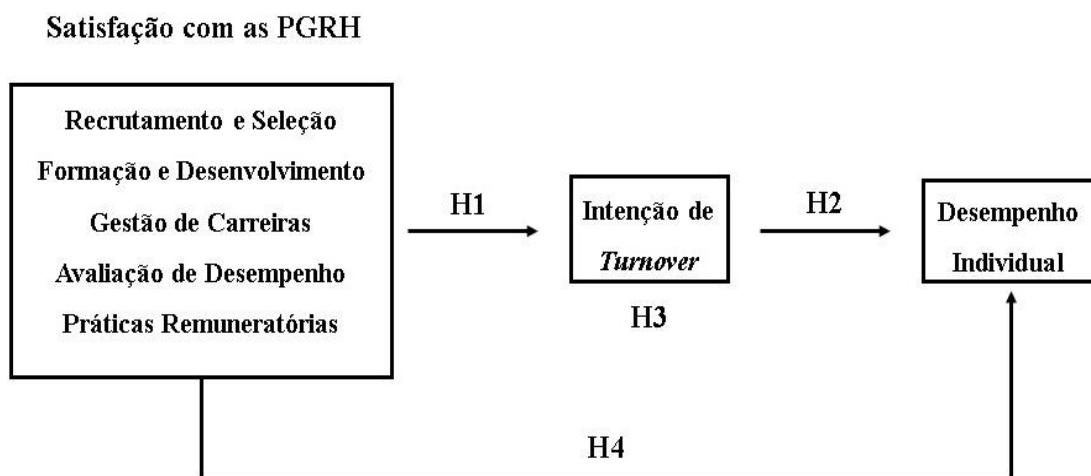 Satisfação com as PGRH
Recrutamento e Seleção
Formação e Desenvolvimento
Gestão de Carreiras
Avaliação de Desempenho
Práticas Remuneratórias
H1
Intenção de
Turnover
H3
H2
Desempenho
Individual
H4